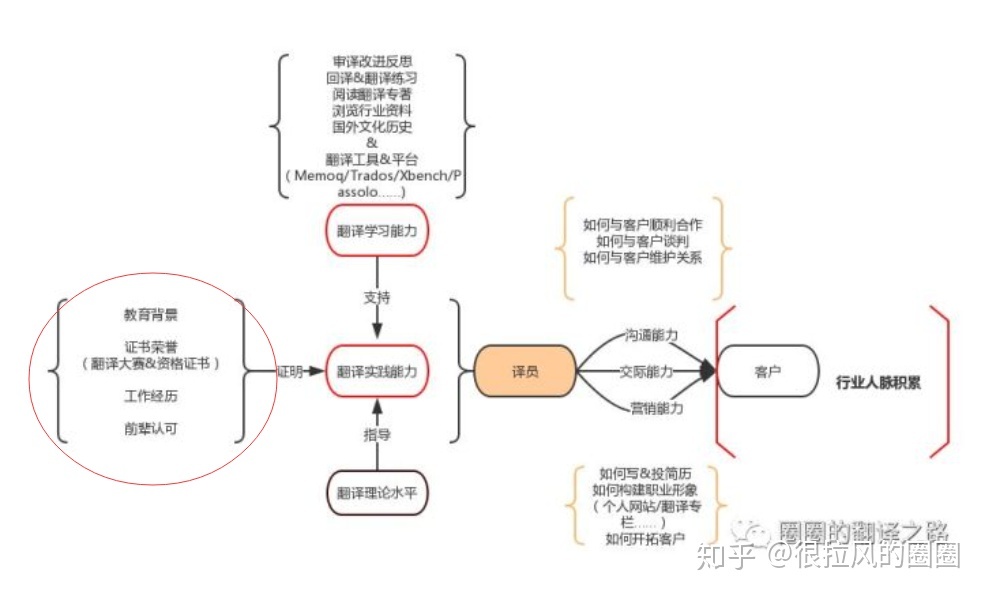 审译改进反思
回译&翻译练习
阅读翻译专著
浏览行业资料
国外文化历史
&
翻译工具&平台
（Memoq/Trados/Xbench/P
assolo……）
翻译学习能力
支持
教育背景
证书荣誉
（翻译大赛&资格证书）
工作经历
前辈认可
证明
翻译实践能力
指导
翻译理论水平
译员
如何与客户顺利合作
如何与客户谈判
如何与客户维护关系
沟通能力
交际能力
营销能力
客户
行业人脉积累
如何写&投简历
如何构建职业形象
（个人网站/翻译专
栏……）
如何开拓客户
圈圈的翻译之路
知乎 @很拉风的圈圈